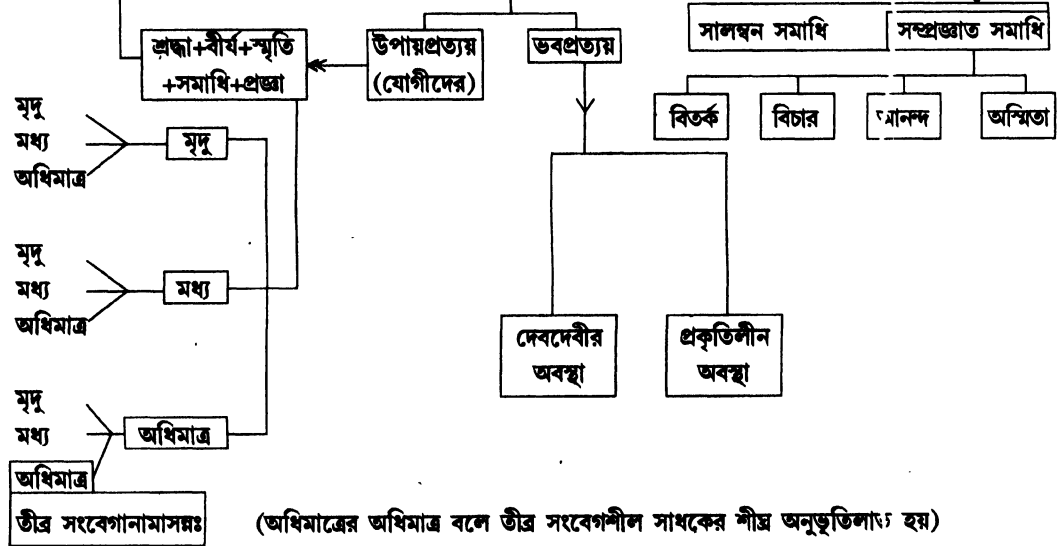 শ্রদ্ধা+বীর্য+স্মৃতি
+সমাধি+প্রজ্ঞা
উপায়প্রত্যয়
(যোগীদের)
ভবপ্রত্যয়
সালম্বন সমাধি
সম্প্রজ্ঞাত সমাধি
বিতর্ক
বিচার
আনন্দ
অস্মিতা
মৃদু
মধ্য
অধিমাত্র
মৃদু
মৃদু
মধ্য
অধিমাত্র
মধ্য
দেবদেবীর
অবস্থা
প্রকৃতিলীন
অবস্থা
মৃদু
মধ্য
অধিমাত্র
অধিমাত্র
তীব্র সংবেগানামাসন্নঃ
(অধিমাত্রের অধিমাত্র বলে তীব্র সংবেগশীল সাধকের শীঘ্র অনুভূতিলাভ হয়)